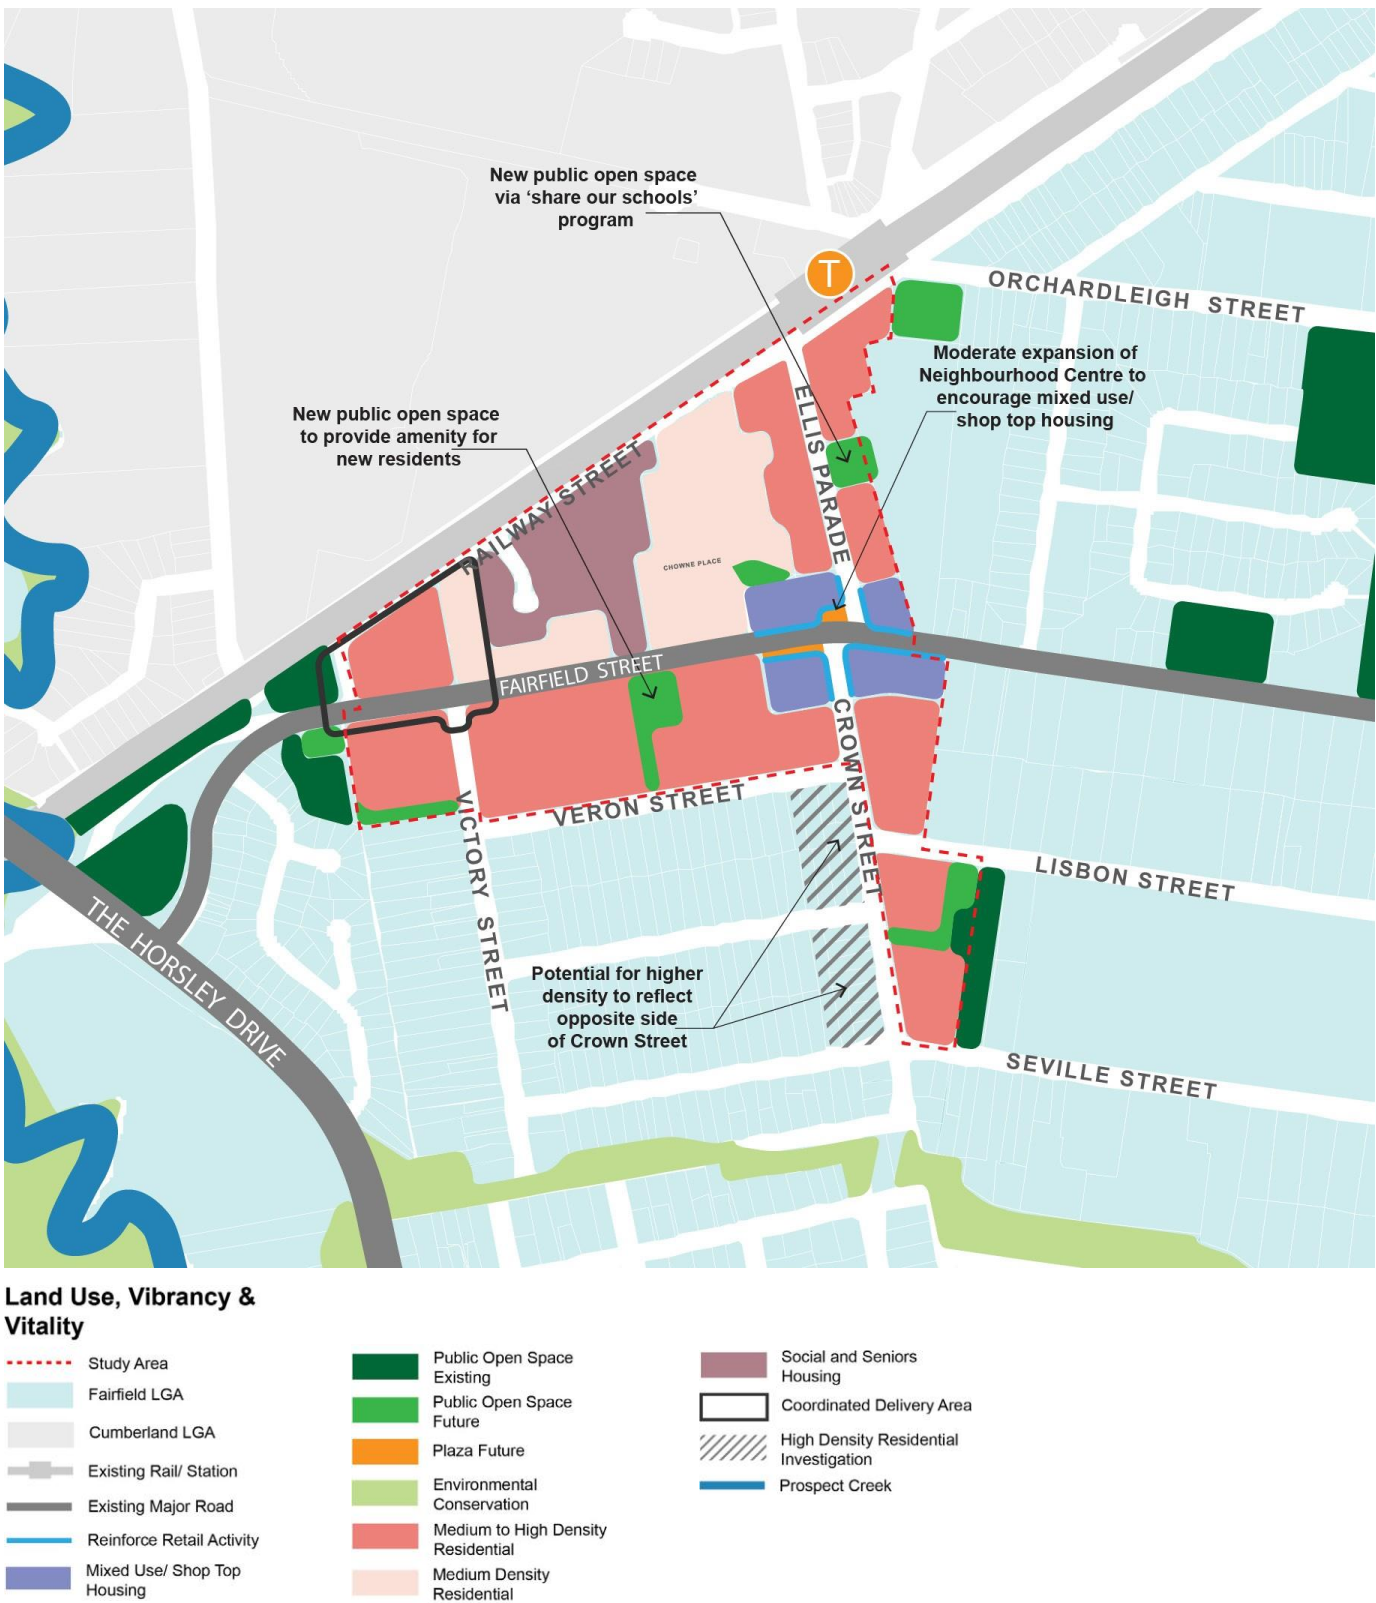 New public open space
via ‘share our schools’
program
T
ORCHARDLEIGH STREET
Moderate expansion of
Neighbourhood Centre to
encourage mixed use/
shop top housing
New public open space
to provide amenity for
new residents
ELLIS PARADE
RAILWAY STREET
CHOWNE PLACE
FAIRFIELD STREET
CROWN STREET
VERON STREET
VICTORY STREET
LISBON STREET
THE HORSLEY DRIVE
Potential for higher
density to reflect
opposite side
of Crown Street
SEVILLE STREET
Land Use, Vibrancy &
Vitality
Study Area
Fairfield LGA
Cumberland LGA
Existing Rail/ Station
Existing Major Road
Reinforce Retail Activity
Mixed Use/ Shop Top
Housing
Public Open Space
Existing
Public Open Space
Future
Plaza Future
Environmental
Conservation
Medium to High Density
Residential
Medium Density
Residential
Social and Seniors
Housing
Coordinated Delivery Area
High Density Residential
Investigation
Prospect Creek